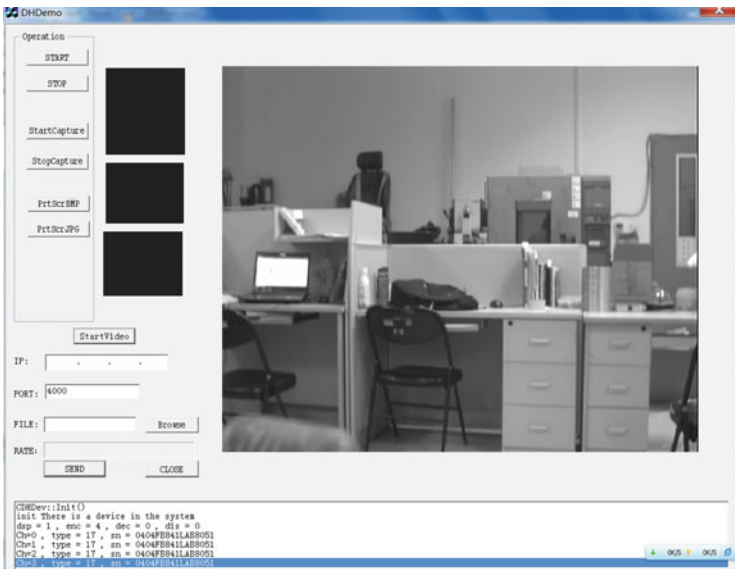 DHDemo
Operation
START
STOP
StartCapture
StopCapture
PrtScrBMP
PrtScrJPG
StartVideo
IP: . . .
PORT: 4000
FILE:
Browse
RATE:
SEND
CLOSE
CDHDev::Init()
init There is a device in the system
dsp = 1 , enc = 4 , dec = 0 , dis = 0
Ch=0 , type = 17 , sn = 0404FB841LAB8051
Ch=1 , type = 17 , sn = 0404FB841LAB8051
Ch=2 , type = 17 , sn = 0404FB841LAB8051
Ch=3 , type = 17 , sn = 0404FB841LAB8051
0K/S 0K/S